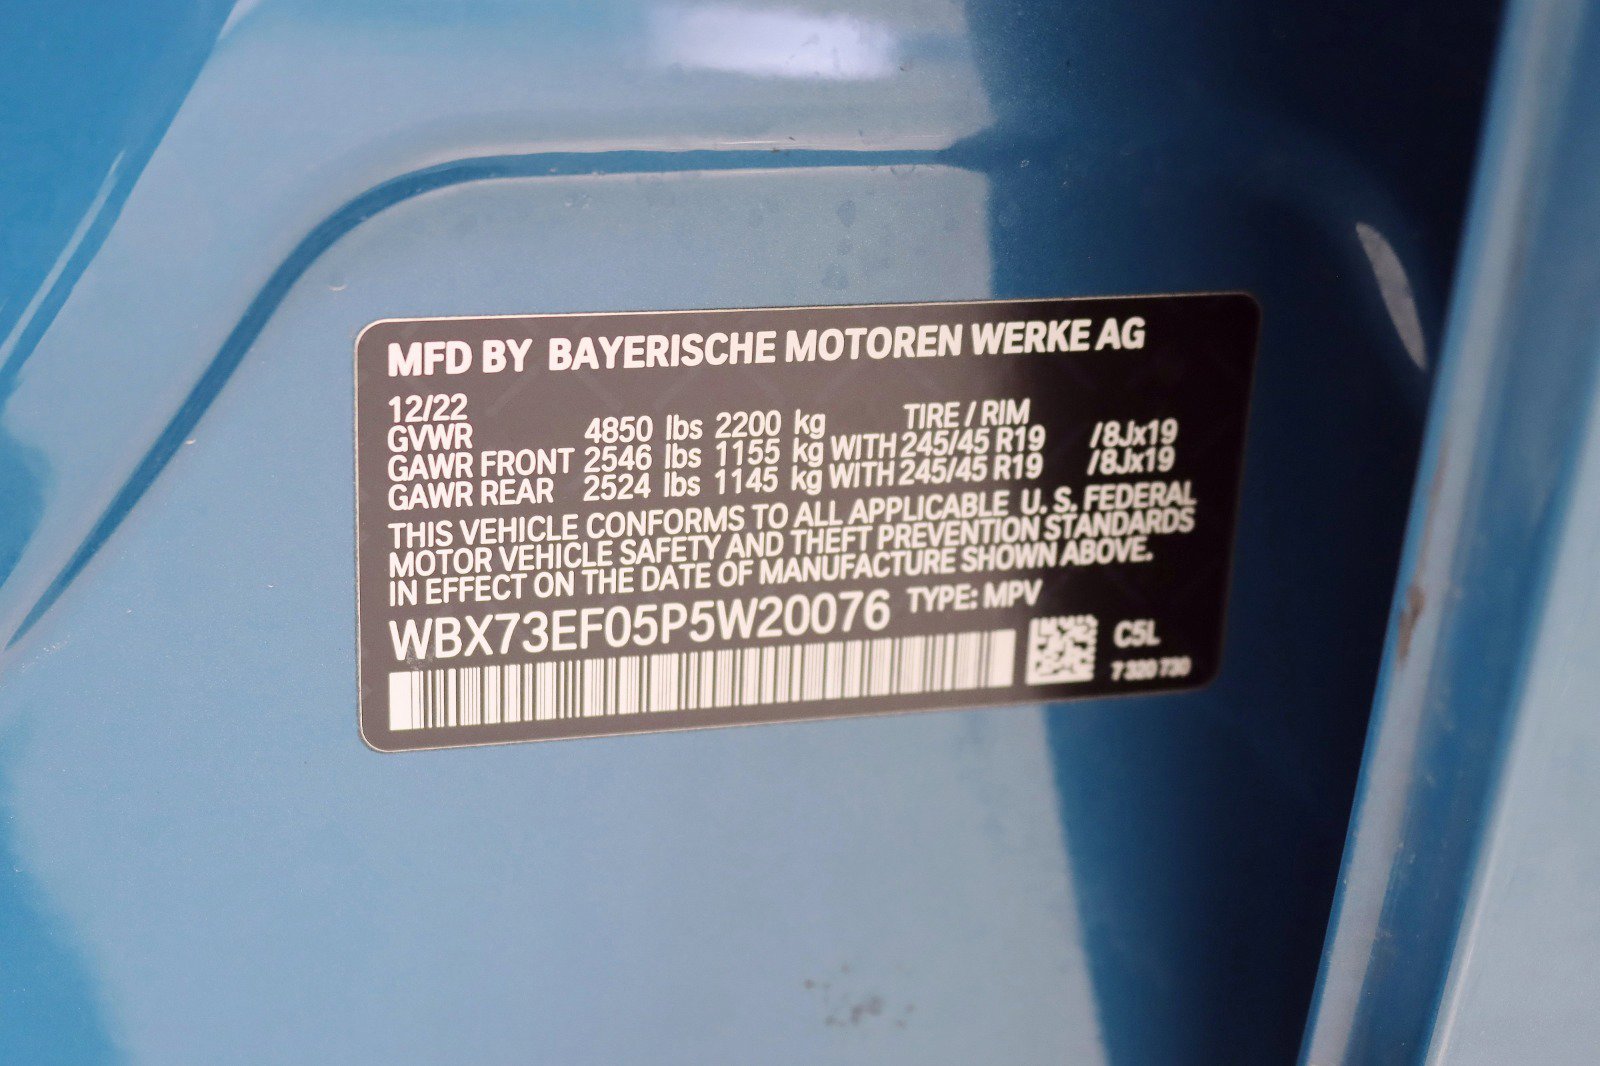 MFD BY BAYERISCHE MOTOREN WERKE AG
12/22
GVWR 4850 lbs 2200 kg TIRE / RIM
GAWR FRONT 2546 lbs 1155 kg WITH 245/45 R19 /8Jx19
GAWR REAR 2524 lbs 1145 kg WITH 245/45 R19 /8Jx19
THIS VEHICLE CONFORMS TO ALL APPLICABLE U. S. FEDERAL
MOTOR VEHICLE SAFETY AND THEFT PREVENTION STANDARDS
IN EFFECT ON THE DATE OF MANUFACTURE SHOWN ABOVE.
WBX73EF05P5W20076 TYPE: MPV
C5L
7 320 730